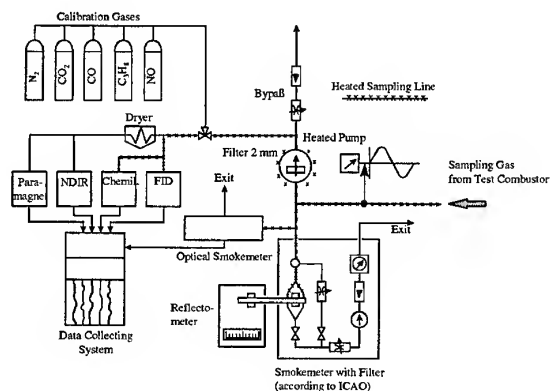 Calibration Gases
N2
CO2
CO
C3H8
NO
Bypaß
Heated Sampling Line
Dryer
Heated Pump
Filter 2 mm
Sampling Gas
from Test Combustor
Para-
magne
NDIR
Chemil.
FID
Exit
Exit
Optical Smokemeter
Reflecto-
meter
Data Collecting
System
Smokemeter with Filter
(according to ICAO)